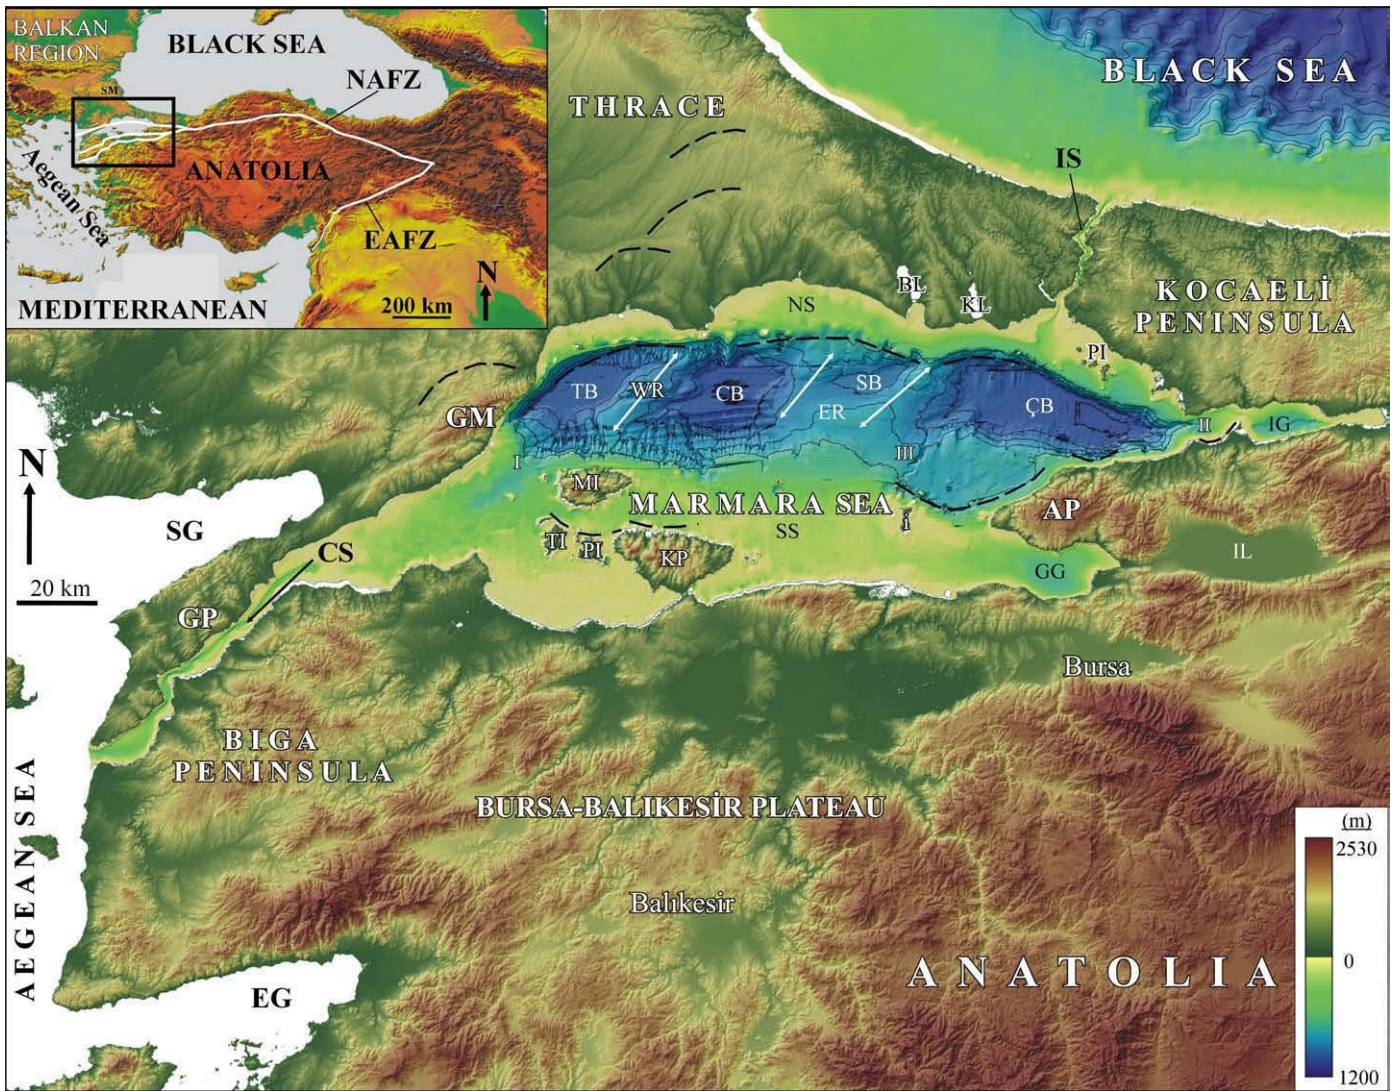 BALKAN
REGION
BLACK SEA
NAFZ
SM
ANATOLIA
Aegean Sea
EAFZ
N
MEDITERRANEAN
200 km
BLACK SEA
THRACE
IS
KOCAELİ
PENINSULA
BL
KL
NS
PI
TB
WR
CB
SB
ER
ÇB
GM
II
IG
I
III
N
MI
MARMARA SEA
AP
i
SG
SS
TI
PI
KP
IL
CS
GG
20 km
GP
Bursa
BIGA
PENINSULA
BURSA-BALIKESİR PLATEAU
AEGEAN SEA
Balıkesir
ANATOLIA
EG
(m)
2530
0
1200